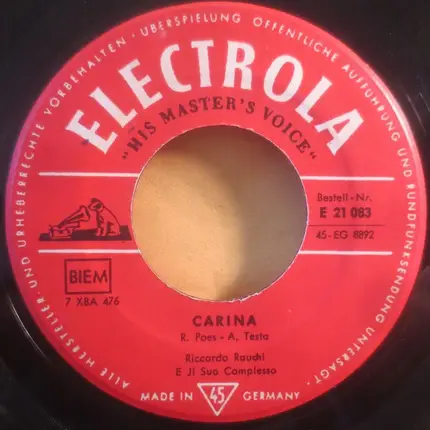 ALLE HERSTELLER- UND URHEBERRECHTE VORBEHALTEN · ÜBERSPIELUNG ÖFFENTLICHE AUFFÜHRUNG UND RUNDFUNKSENDUNG UNTERSAGT ·
ELECTROLA
"HIS MASTER'S VOICE"
Bestell-Nr.
E 21 083
45-EG 8892
BIEM
7 XBA 476
CARINA
R. Poes - A, Testa
Riccardo Rauchi
E Jl Suo Complesso
MADE IN 45 GERMANY